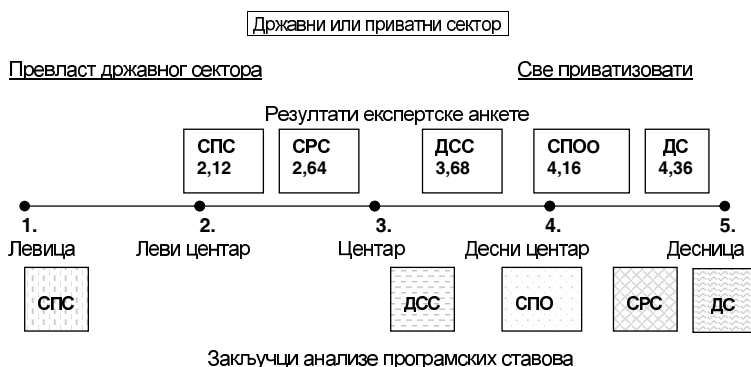 Државни или приватни сектор
Превласт државног сектора Све приватизовати
Резултати експертске анкете
СПС СРС ДСС СПОо ДС
2,12 2,64 3,68 4,16 4,36
1. 2. 3. 4. 5.
Левица Леви центар Центар Десни центар Десница
СПС ДСС СПО СРС ДС
Закључци анализе програмских ставова